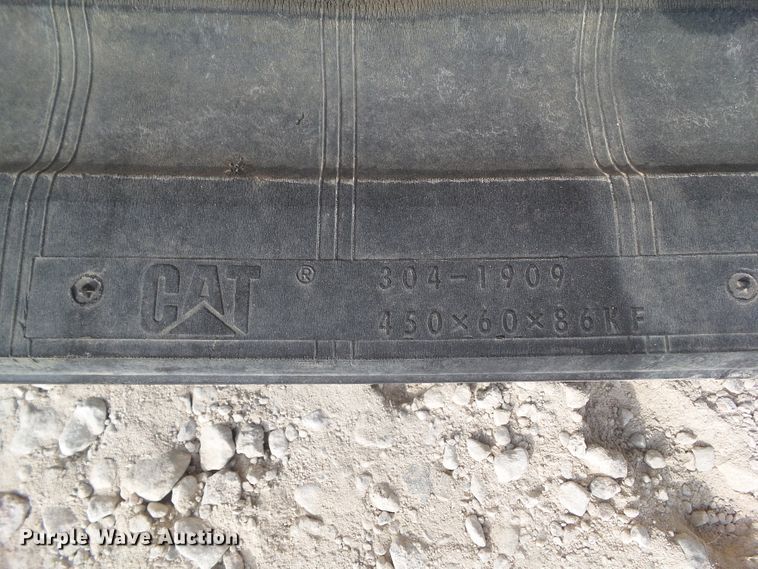 CAT ® 304-1909
450×60×86KF
Purple Wave Auction